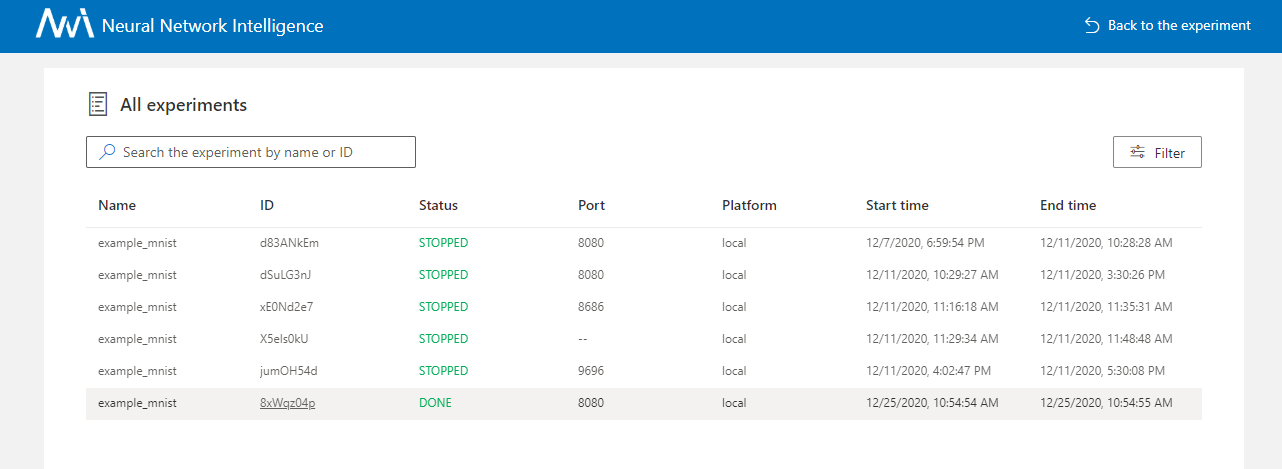 NNI Neural Network Intelligence Back to the experiment
All experiments
Search the experiment by name or ID Filter
Name ID Status Port Platform Start time End time
example_mnist d83ANkEm STOPPED 8080 local 12/7/2020, 6:59:54 PM 12/11/2020, 10:28:28 AM
example_mnist dSuLG3nJ STOPPED 8080 local 12/11/2020, 10:29:27 AM 12/11/2020, 3:30:26 PM
example_mnist xE0Nd2e7 STOPPED 8686 local 12/11/2020, 11:16:18 AM 12/11/2020, 11:35:31 AM
example_mnist X5els0kU STOPPED -- local 12/11/2020, 11:29:34 AM 12/11/2020, 11:48:48 AM
example_mnist jumOH54d STOPPED 9696 local 12/11/2020, 4:02:47 PM 12/11/2020, 5:30:08 PM
example_mnist 8xWqz04p DONE 8080 local 12/25/2020, 10:54:54 AM 12/25/2020, 10:54:55 AM